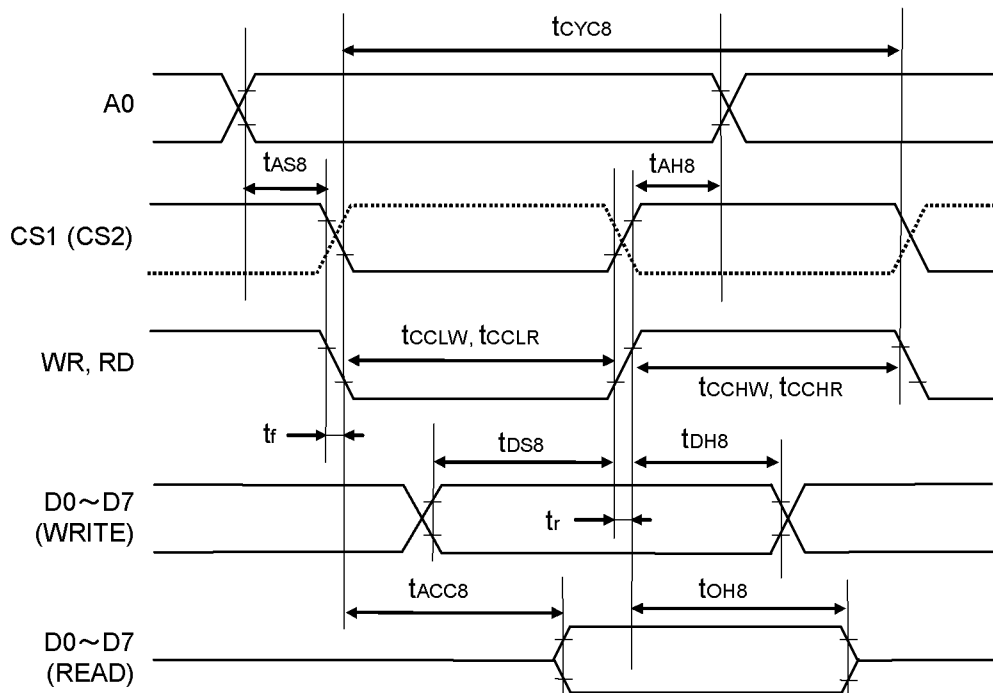 tCYC8
A0
tAS8
tAH8
CS1 (CS2)
tCCLW, tCCLR
WR, RD
tCCHW, tCCHR
tf
tDS8
tDH8
D0～D7
(WRITE)
tr
tACC8
tOH8
D0～D7
(READ)